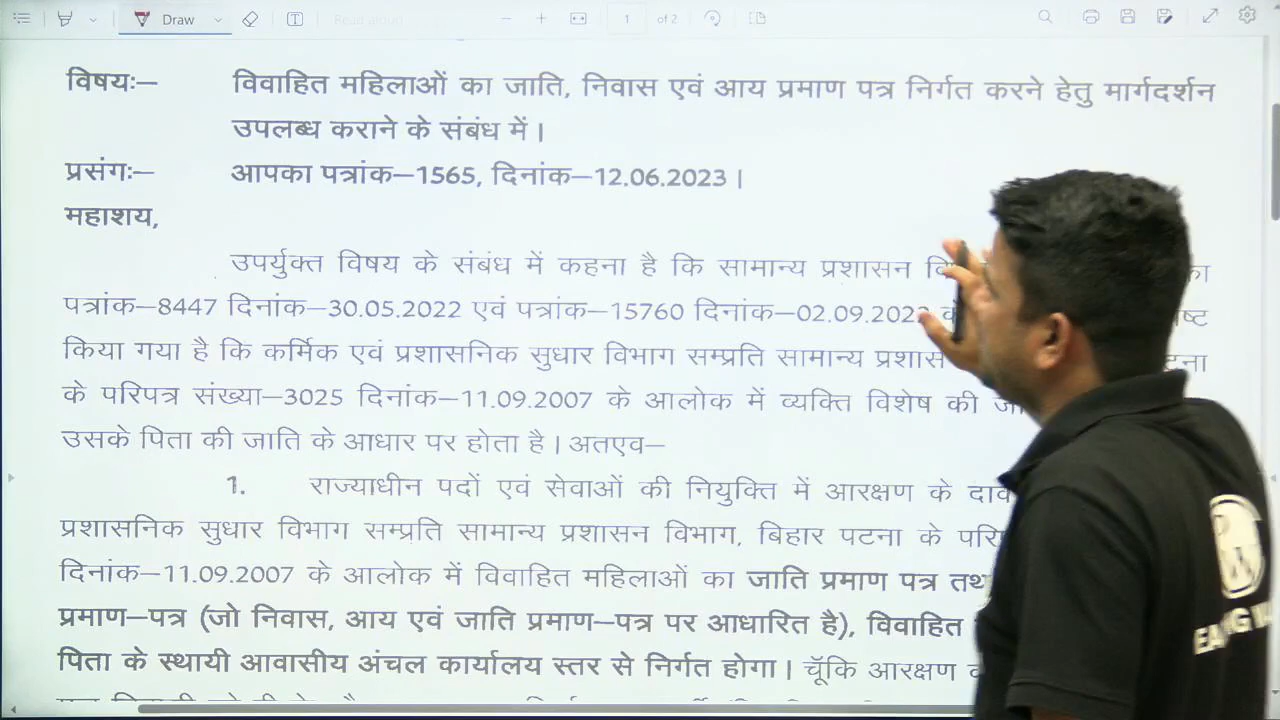 Draw
Read aloud
1 of 2
विषयः– विवाहित महिलाओं का जाति, निवास एवं आय प्रमाण पत्र निर्गत करने हेतु मार्गदर्शन
उपलब्ध कराने के संबंध में।
प्रसंगः– आपका पत्रांक–1565, दिनांक–12.06.2023।
महाशय,
उपर्युक्त विषय के संबंध में कहना है कि सामान्य प्रशासन
पत्रांक–8447 दिनांक–30.05.2022 एवं पत्रांक–15760 दिनांक–02.09.2022
किया गया है कि कर्मिक एवं प्रशासनिक सुधार विभाग सम्प्रति सामान्य
के परिपत्र संख्या–3025 दिनांक–11.09.2007 के आलोक में व्यक्ति विशेष की
उसके पिता की जाति के आधार पर होता है। अतएव–
1. राज्याधीन पदों एवं सेवाओं की नियुक्ति में आरक्षण के
प्रशासनिक सुधार विभाग सम्प्रति सामान्य प्रशासन विभाग, बिहार पटना के
दिनांक–11.09.2007 के आलोक में विवाहित महिलाओं का जाति प्रमाण पत्र
प्रमाण–पत्र (जो निवास, आय एवं जाति प्रमाण–पत्र पर आधारित है), विवाहित
पिता के स्थायी आवासीय अंचल कार्यालय स्तर से निर्गत होगा। चूॅकि आरक्षण